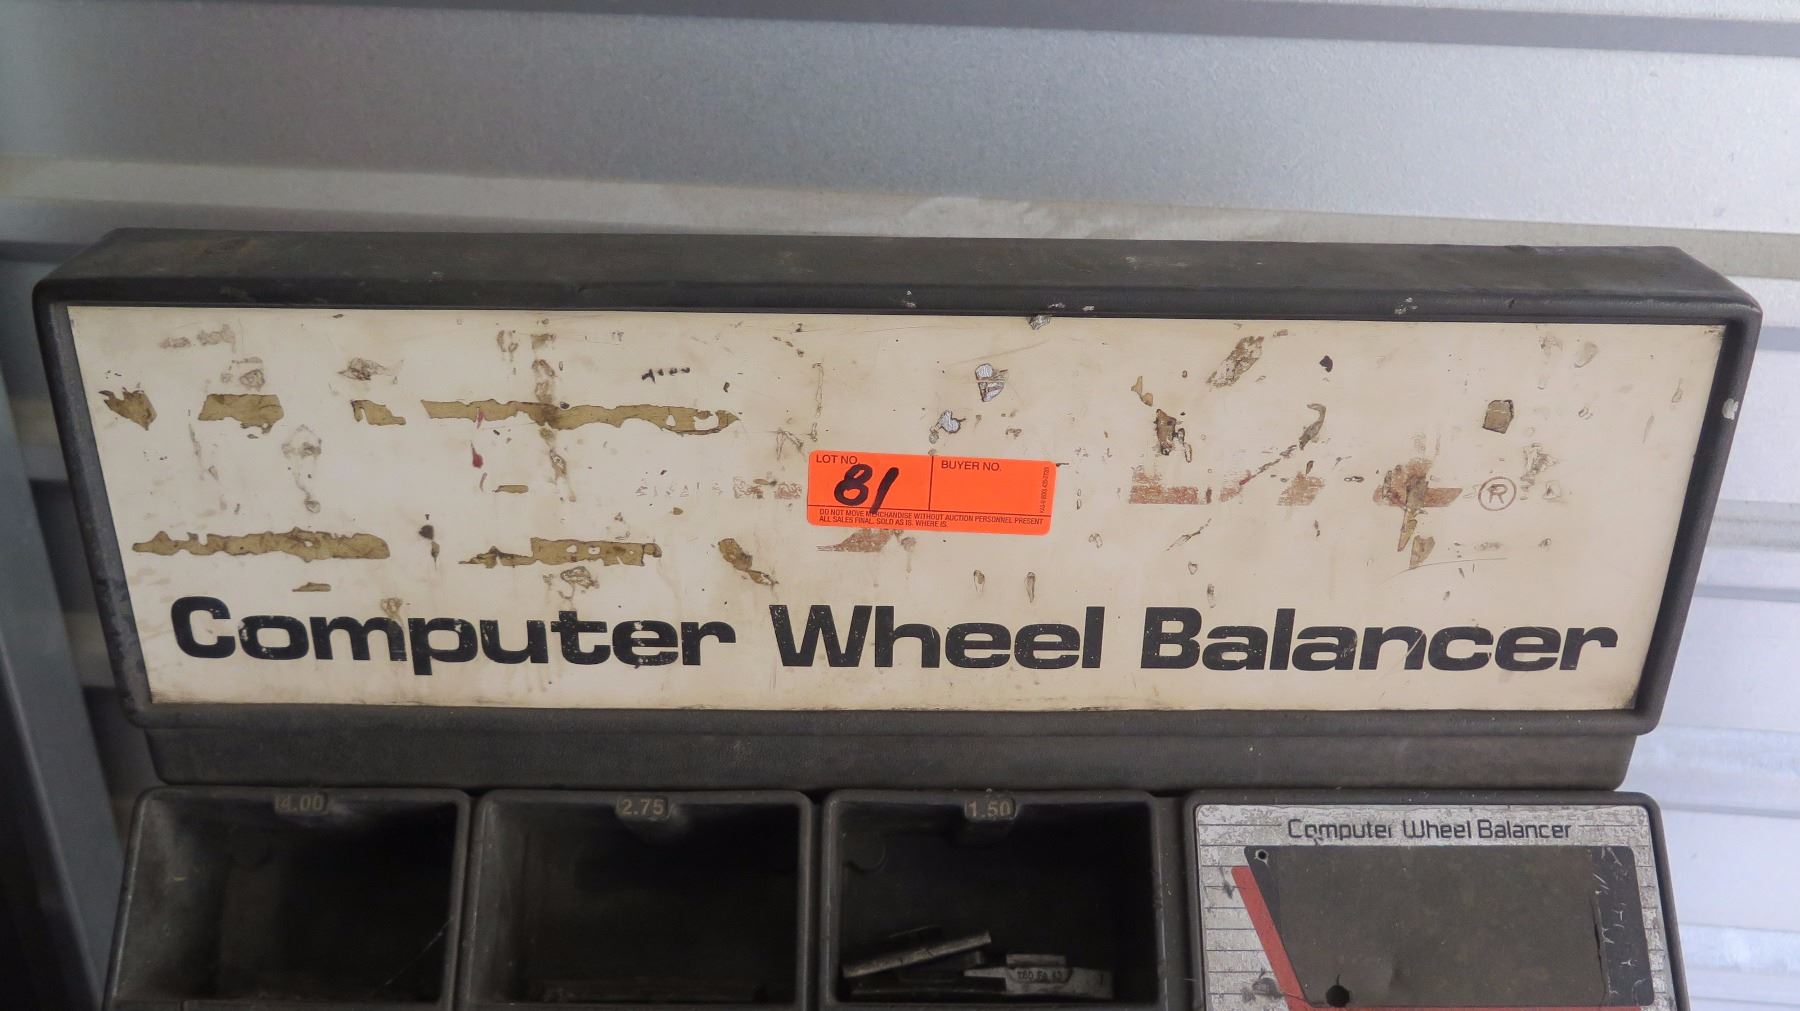 LOT NO. 81 BUYER NO.
DO NOT MOVE MERCHANDISE WITHOUT AUCTION PERSONNEL PRESENT
ALL SALES FINAL. SOLD AS IS. WHERE IS.
®
Computer Wheel Balancer
4.00 2.75 1.50
Computer Wheel Balancer